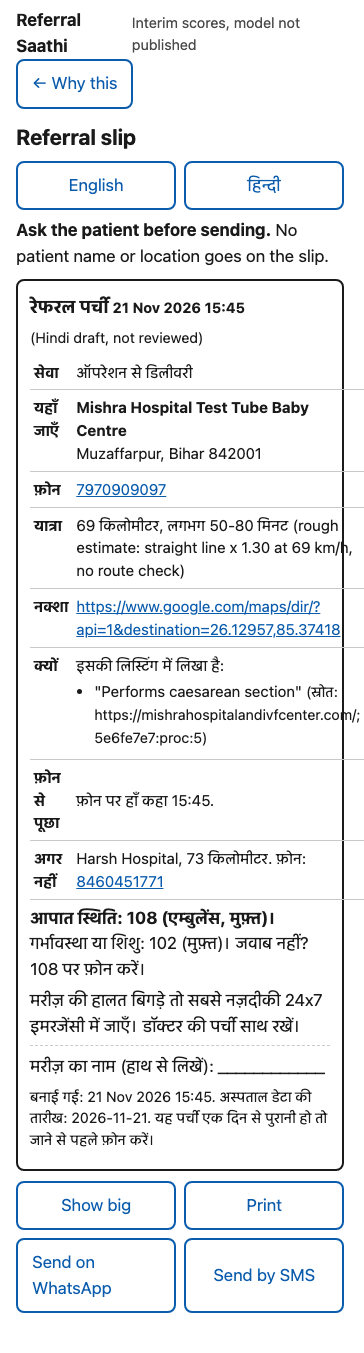 Referral Saathi
Interim scores, model not published
← Why this
Referral slip
English
हिन्दी
Ask the patient before sending. No
patient name or location goes on the slip.
रेफरल पर्ची 21 Nov 2026 15:45
(Hindi draft, not reviewed)
सेवा ऑपरेशन से डिलीवरी
यहाँ जाएँ
Mishra Hospital Test Tube Baby
Centre
Muzaffarpur, Bihar 842001
फ़ोन 7970909097
यात्रा 69 किलोमीटर, लगभग 50-80 मिनट (rough
estimate: straight line x 1.30 at 69 km/h,
no route check)
नक्शा https://www.google.com/maps/dir/?
api=1&destination=26.12957,85.37418
क्यों इसकी लिस्टिंग में लिखा है:
• "Performs caesarean section" (स्रोत:
https://mishrahospitalandivfcenter.com/;
5e6fe7e7:proc:5)
फ़ोन से पूछा
फ़ोन पर हाँ कहा 15:45.
अगर नहीं
Harsh Hospital, 73 किलोमीटर. फ़ोन:
8460451771
आपात स्थिति: 108 (एम्बुलेंस, मुफ़्त)।
गर्भावस्था या शिशु: 102 (मुफ़्त)। जवाब नहीं?
108 पर फ़ोन करें।
मरीज़ की हालत बिगड़े तो सबसे नज़दीकी 24x7
इमरजेंसी में जाएँ। डॉक्टर की पर्ची साथ रखें।
मरीज़ का नाम (हाथ से लिखें): ____________
बनाई गई: 21 Nov 2026 15:45. अस्पताल डेटा की
तारीख: 2026-11-21. यह पर्ची एक दिन से पुरानी हो तो
जाने से पहले फ़ोन करें।
Show big
Print
Send on
WhatsApp
Send by SMS